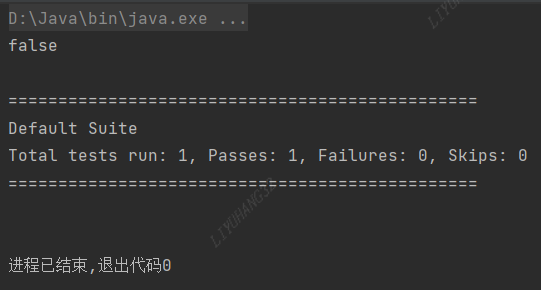 D:\Java\bin\java.exe ...
false
===============================================
Default Suite
Total tests run: 1, Passes: 1, Failures: 0, Skips: 0
===============================================
进程已结束,退出代码0